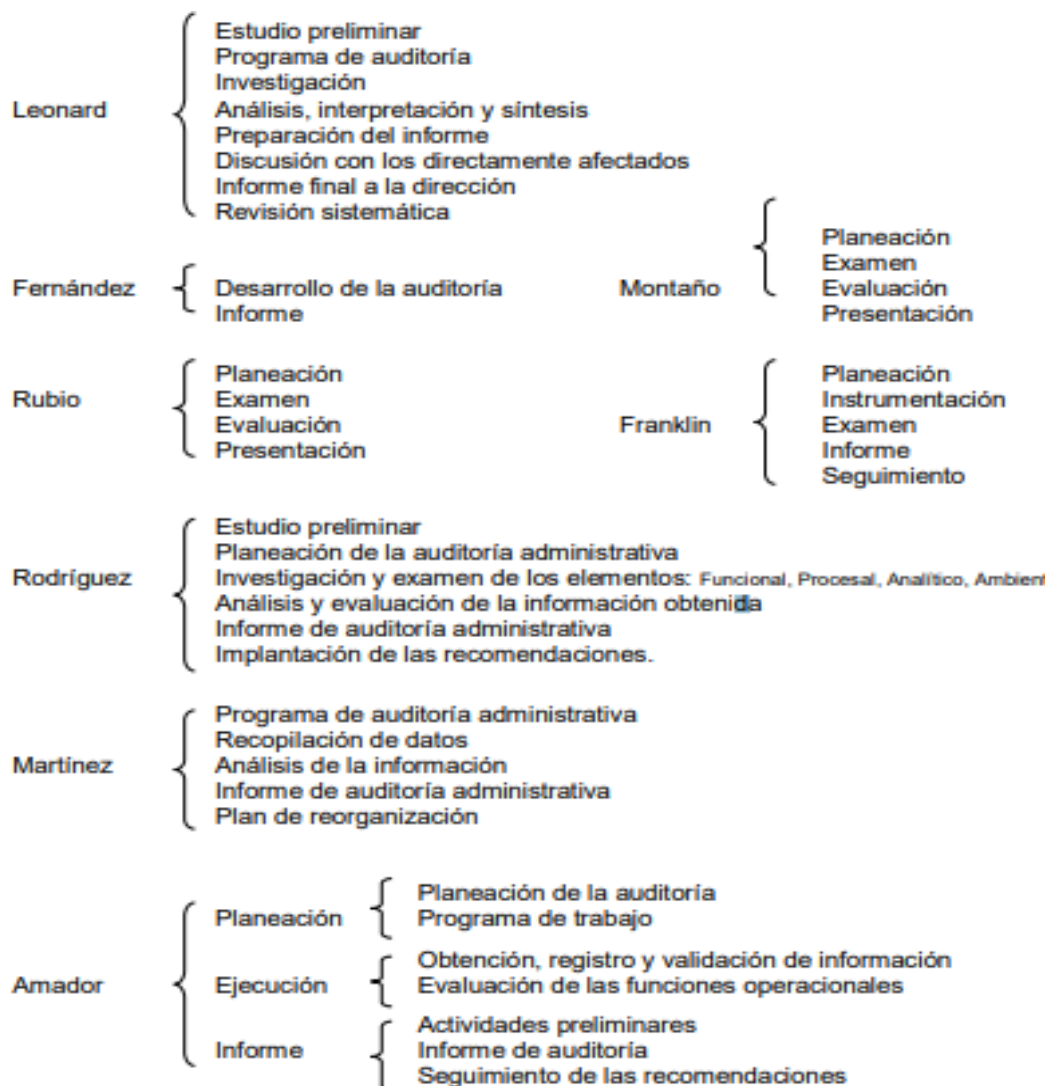 Leonard
Estudio preliminar
Programa de auditoría
Investigación
Análisis, interpretación y síntesis
Preparación del informe
Discusión con los directamente afectados
Informe final a la dirección
Revisión sistemática
Fernández
Desarrollo de la auditoría
Informe
Montaño
Planeación
Examen
Evaluación
Presentación
Rubio
Planeación
Examen
Evaluación
Presentación
Franklin
Planeación
Instrumentación
Examen
Informe
Seguimiento
Rodríguez
Estudio preliminar
Planeación de la auditoría administrativa
Investigación y examen de los elementos: Funcional, Procesal, Analítico,
Análisis y evaluación de la información obtenida
Informe de auditoría administrativa
Implantación de las recomendaciones.
Martínez
Programa de auditoría administrativa
Recopilación de datos
Análisis de la información
Informe de auditoría administrativa
Plan de reorganización
Amador
Planeación
Planeación de la auditoría
Programa de trabajo
Ejecución
Obtención, registro y validación de información
Evaluación de las funciones operacionales
Informe
Actividades preliminares
Informe de auditoría
Seguimiento de las recomendaciones